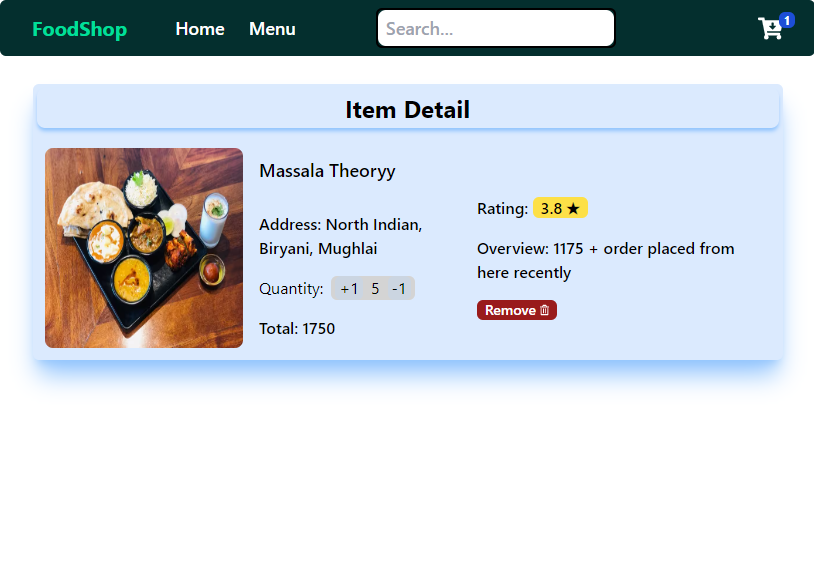 FoodShop Home Menu Search... 1
Item Detail
Massala Theoryy
Address: North Indian,
Biryani, Mughlai
Quantity: +1 5 -1
Total: 1750
Rating: 3.8 ★
Overview: 1175 + order placed from
here recently
Remove